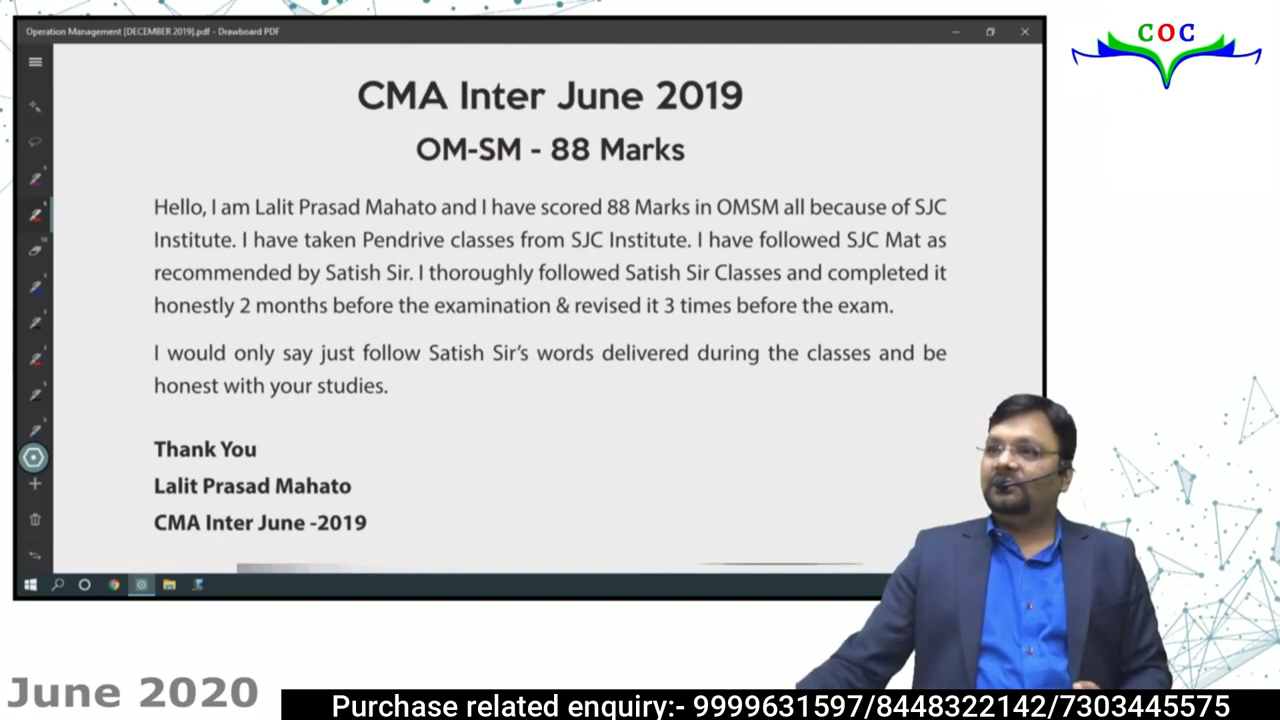 Operation Management [DECEMBER 2019].pdf - Drawboard PDF
COC
CMA Inter June 2019
OM-SM - 88 Marks
Hello, I am Lalit Prasad Mahato and I have scored 88 Marks in OMSM all because of SJC
Institute. I have taken Pendrive classes from SJC Institute. I have followed SJC Mat as
recommended by Satish Sir. I thoroughly followed Satish Sir Classes and completed it
honestly 2 months before the examination & revised it 3 times before the exam.
I would only say just follow Satish Sir's words delivered during the classes and be
honest with your studies.
Thank You
Lalit Prasad Mahato
CMA Inter June -2019
June 2020
Purchase related enquiry:- 9999631597/8448322142/7303445575